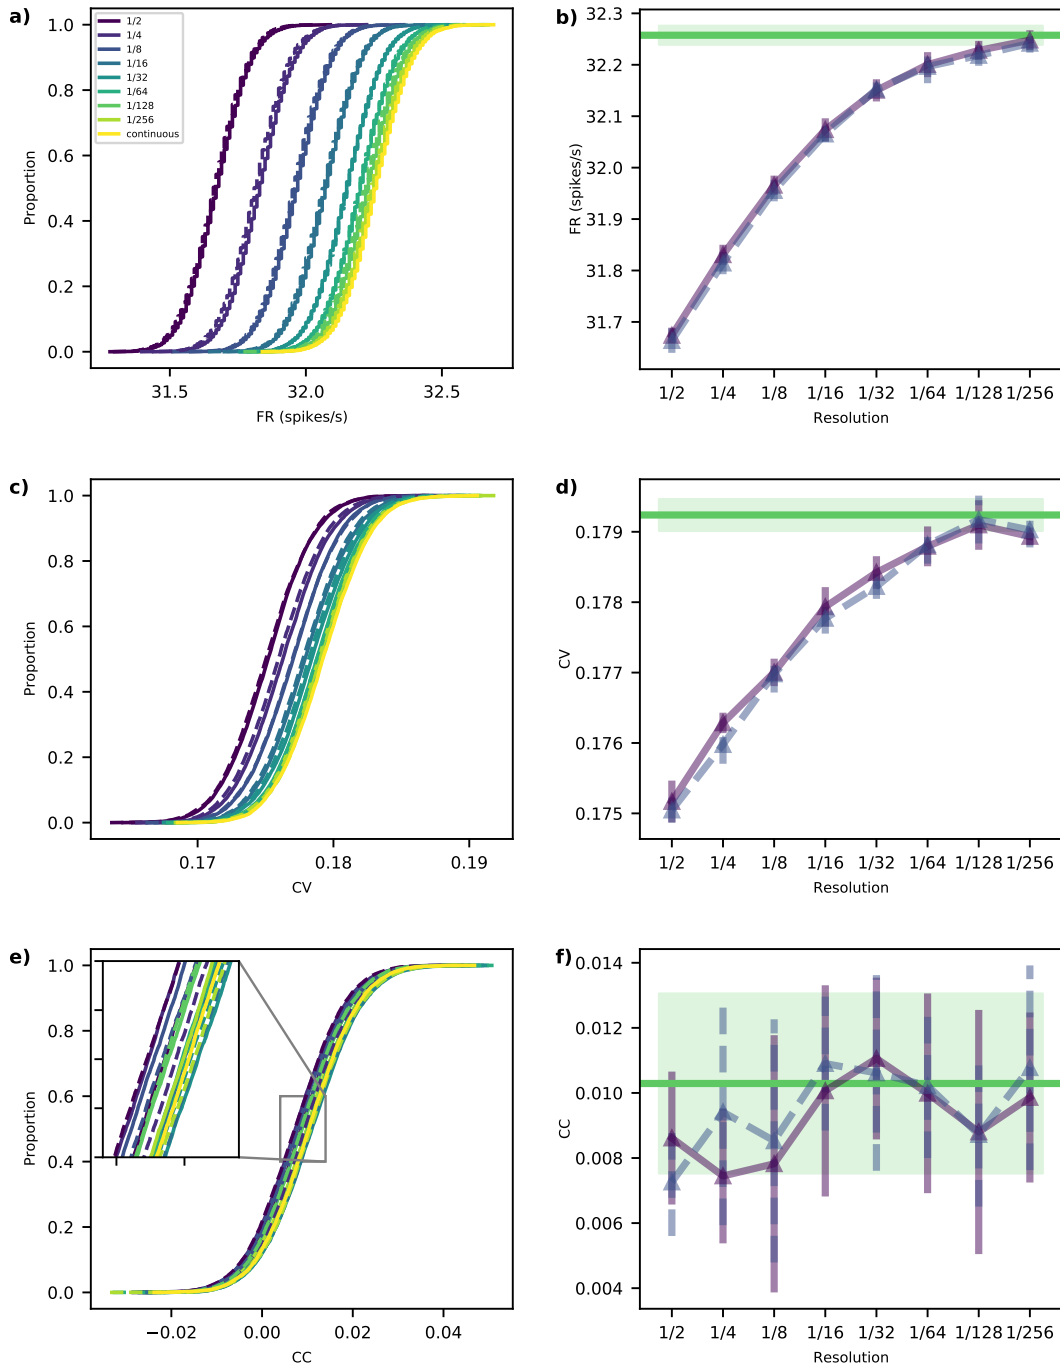 a)
1/2
1/4
1/8
1/16
1/32
1/64
1/128
1/256
continuous
1.0
0.8
0.6
0.4
0.2
0.0
Proportion
31.5 32.0 32.5
FR (spikes/s)
b)
32.3
32.2
32.1
32.0
31.9
31.8
31.7
FR (spikes/s)
1/2 1/4 1/8 1/16 1/32 1/64 1/128 1/256
Resolution
c)
1.0
0.8
0.6
0.4
0.2
0.0
Proportion
0.17 0.18 0.19
CV
d)
0.179
0.178
0.177
0.176
0.175
CV
1/2 1/4 1/8 1/16 1/32 1/64 1/128 1/256
Resolution
e)
1.0
0.8
0.6
0.4
0.2
0.0
Proportion
−0.02 0.00 0.02 0.04
CC
f)
0.014
0.012
0.010
0.008
0.006
0.004
CC
1/2 1/4 1/8 1/16 1/32 1/64 1/128 1/256
Resolution